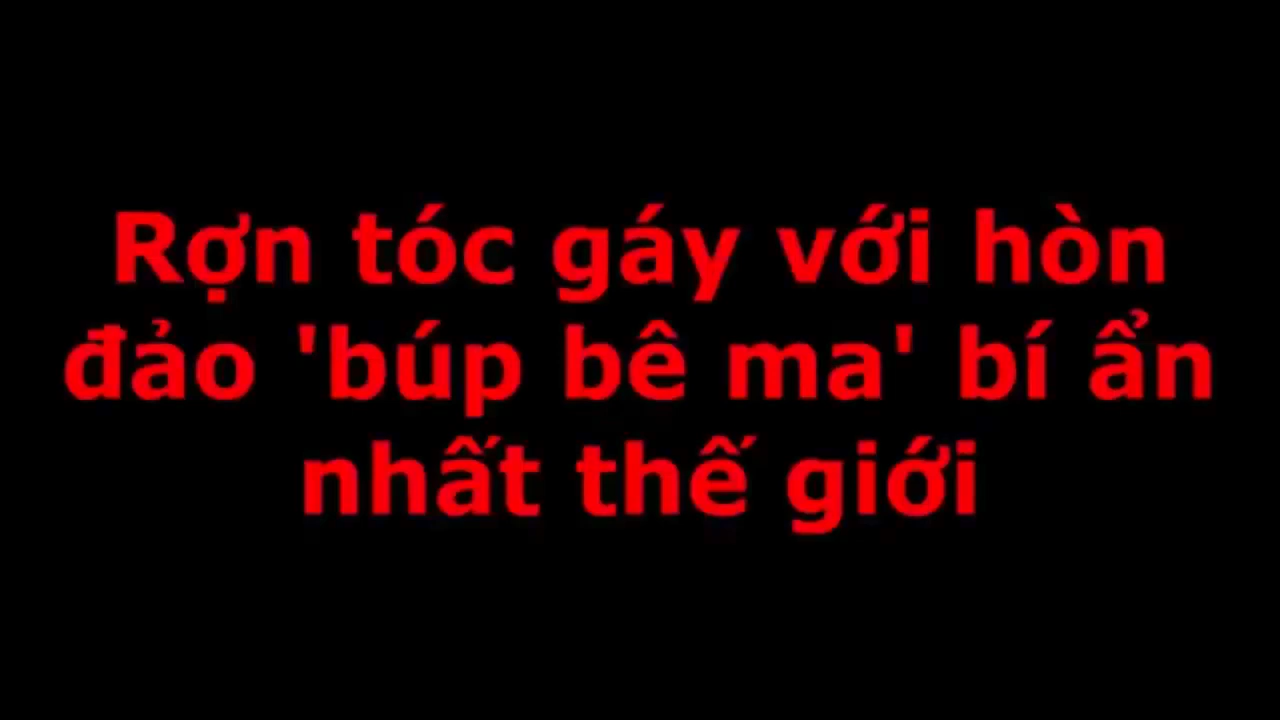 Rợn tóc gáy với hòn
đảo 'búp bê ma' bí ẩn
nhất thế giới